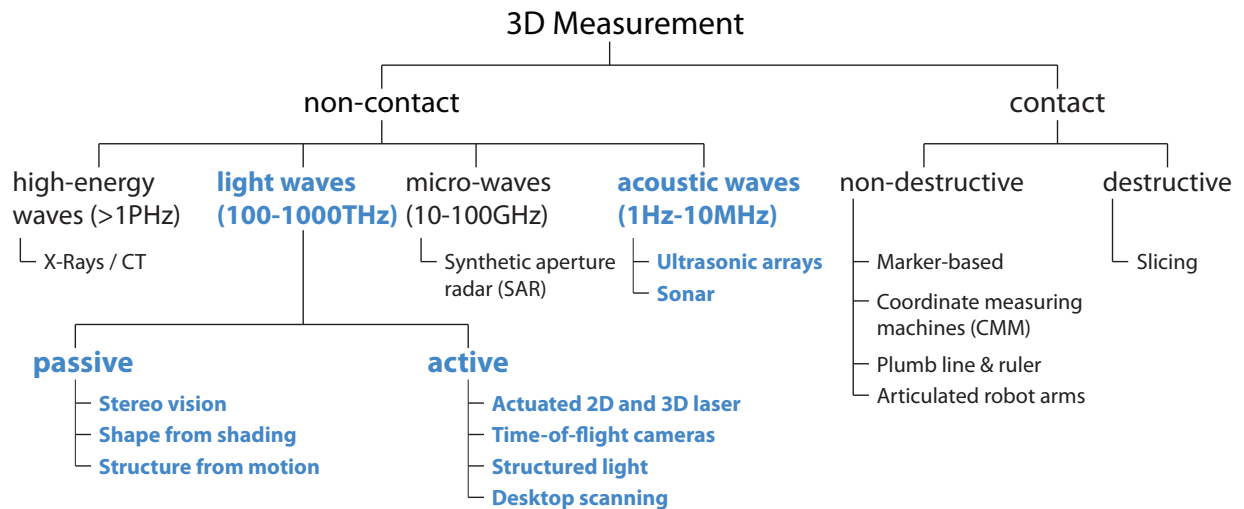 3D Measurement
non-contact
contact
high-energy
waves (>1PHz)
light waves
(100-1000THz)
micro-waves
(10-100GHz)
acoustic waves
(1Hz-10MHz)
non-destructive
destructive
X-Rays / CT
Synthetic aperture
radar (SAR)
Ultrasonic arrays
Sonar
Marker-based
Coordinate measuring
machines (CMM)
Plumb line & ruler
Articulated robot arms
Slicing
passive
Stereo vision
Shape from shading
Structure from motion
active
Actuated 2D and 3D laser
Time-of-flight cameras
Structured light
Desktop scanning